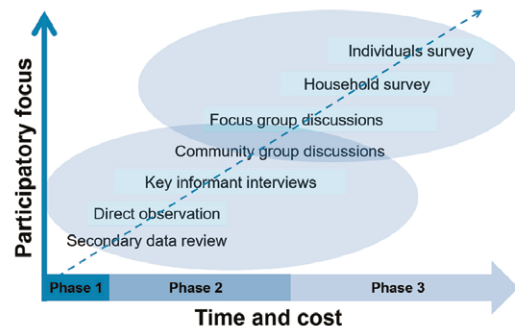 Participatory focus
Individuals survey
Household survey
Focus group discussions
Community group discussions
Key informant interviews
Direct observation
Secondary data review
Phase 1
Phase 2
Phase 3
Time and cost